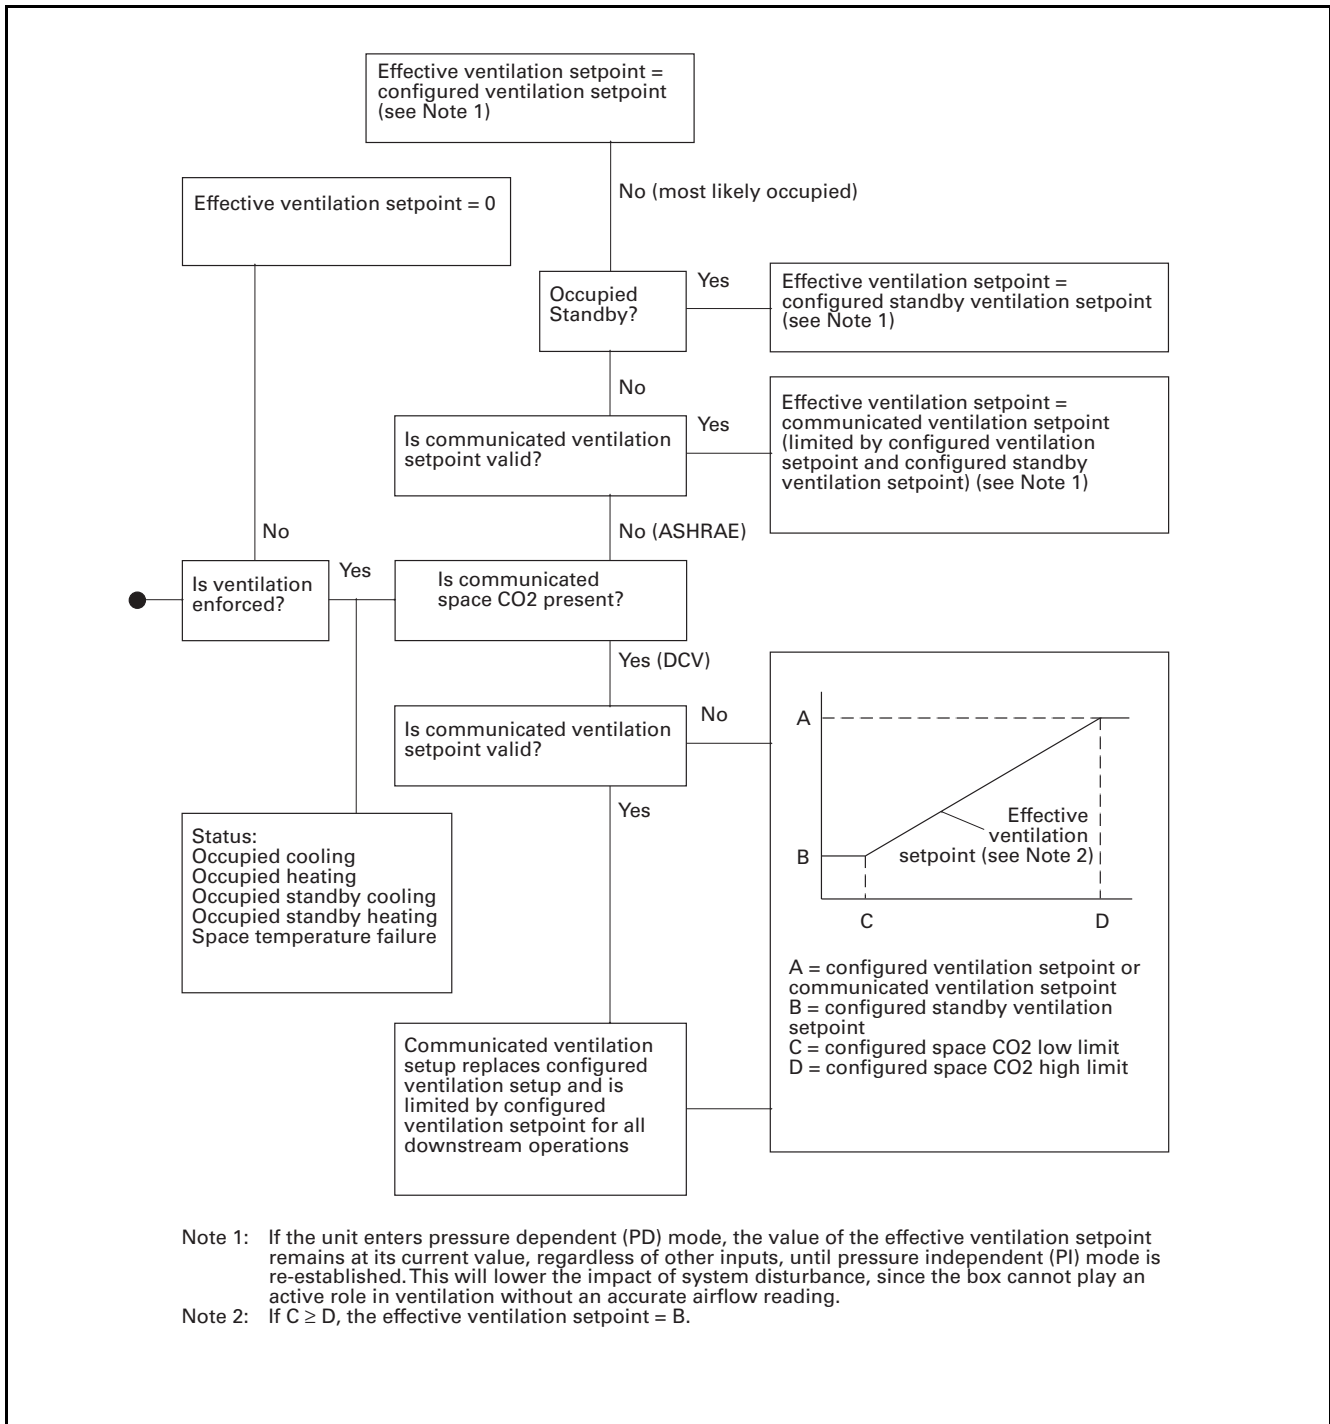 Effective ventilation setpoint =
configured ventilation setpoint
(see Note 1)
No (most likely occupied)
Effective ventilation setpoint = 0
Occupied
Standby?
Yes
Effective ventilation setpoint =
configured standby ventilation setpoint
(see Note 1)
No
Is communicated ventilation
setpoint valid?
Yes
Effective ventilation setpoint =
communicated ventilation setpoint
(limited by configured ventilation
setpoint and configured standby
ventilation setpoint) (see Note 1)
No
No (ASHRAE)
Is ventilation
enforced?
Yes
Is communicated
space CO2 present?
Yes (DCV)
Is communicated ventilation
setpoint valid?
No
Yes
Status:
Occupied cooling
Occupied heating
Occupied standby cooling
Occupied standby heating
Space temperature failure
Communicated ventilation
setup replaces configured
ventilation setup and is
limited by configured
ventilation setpoint for all
downstream operations
A
B
Effective
ventilation
setpoint (see Note 2)
C
D
A = configured ventilation setpoint or
communicated ventilation setpoint
B = configured standby ventilation
setpoint
C = configured space CO2 low limit
D = configured space CO2 high limit
Note 1: If the unit enters pressure dependent (PD) mode, the value of the effective ventilation setpoint
remains at its current value, regardless of other inputs, until pressure independent (PI) mode is
re-established. This will lower the impact of system disturbance, since the box cannot play an
active role in ventilation without an accurate airflow reading.
Note 2: If C ≥ D, the effective ventilation setpoint = B.